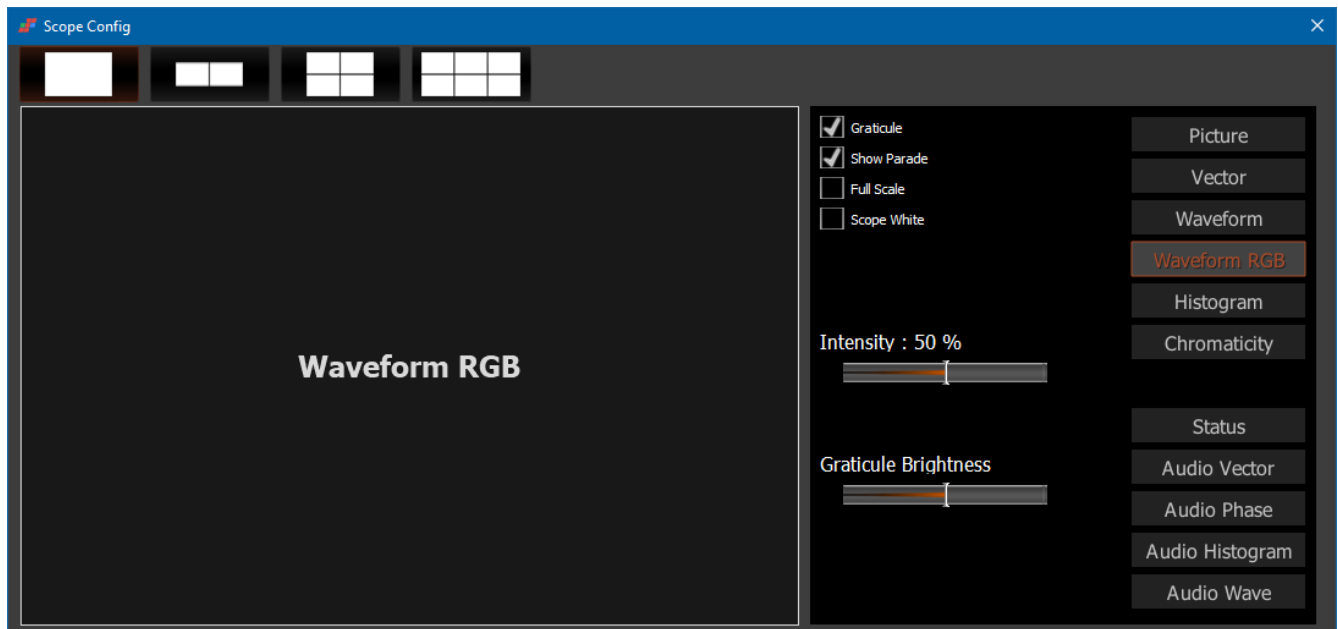 Scope Config
Graticule
Show Parade
Full Scale
Scope White
Intensity : 50 %
Graticule Brightness
Waveform RGB
Picture
Vector
Waveform
Waveform RGB
Histogram
Chromaticity
Status
Audio Vector
Audio Phase
Audio Histogram
Audio Wave